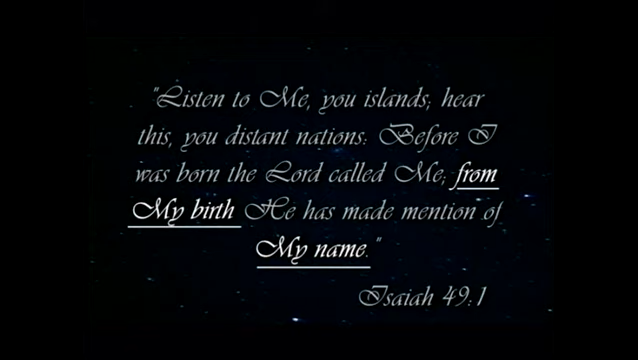 "Listen to Me, you islands; hear
this, you distant nations: Before I
was born the Lord called Me; from
My birth He has made mention of
My name."
Isaiah 49:1